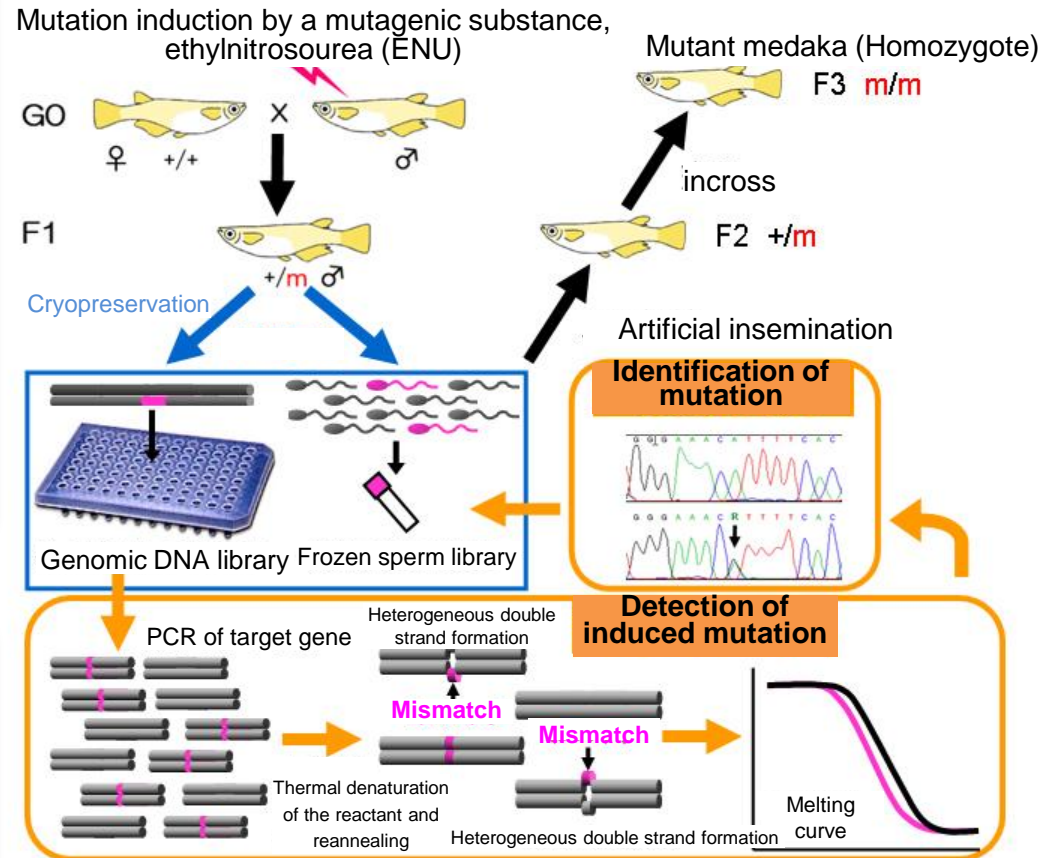 Mutation induction by a mutagenic substance,
ethylnitrosourea (ENU)
Mutant medaka (Homozygote)
F3 m/m
GO
X
♀ +/+
♂
incross
F1
F2 +/m
+/m ♂
Cryopreservation
Artificial insemination
Identification of
mutation
G G G A A A C A T T T T C A C
G G G A A A C R T T T T C A C
Genomic DNA library
Frozen sperm library
Detection of
induced mutation
PCR of target gene
Heterogeneous double
strand formation
Mismatch
Mismatch
Thermal denaturation
of the reactant and
reannealing
Heterogeneous double strand formation
Melting
curve